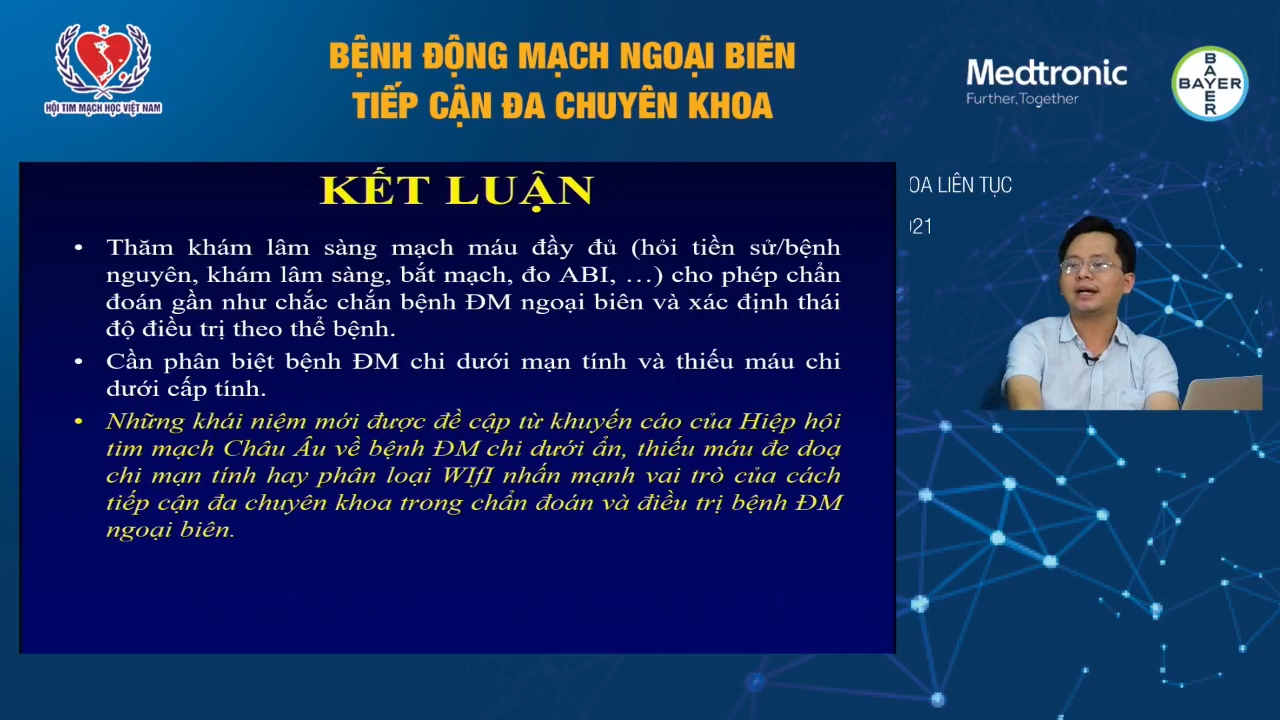 HỘI TIM MẠCH HỌC VIỆT NAM
BỆNH ĐỘNG MẠCH NGOẠI BIÊN
TIẾP CẬN ĐA CHUYÊN KHOA
Medtronic
Further, Together
BAYER
BAYER
KẾT LUẬN
• Thăm khám lâm sàng mạch máu đầy đủ (hỏi tiền sử/bệnh
nguyên, khám lâm sàng, bắt mạch, đo ABI, …) cho phép chẩn
đoán gần như chắc chắn bệnh ĐM ngoại biên và xác định thái
độ điều trị theo thể bệnh.
• Cần phân biệt bệnh ĐM chi dưới mạn tính và thiếu máu chi
dưới cấp tính.
• Những khái niệm mới được đề cập từ khuyến cáo của Hiệp hội
tim mạch Châu Âu về bệnh ĐM chi dưới ẩn, thiếu máu đe doạ
chi mạn tính hay phân loại WIfI nhấn mạnh vai trò của cách
tiếp cận đa chuyên khoa trong chẩn đoán và điều trị bệnh ĐM
ngoại biên.
OA LIÊN TỤC
021